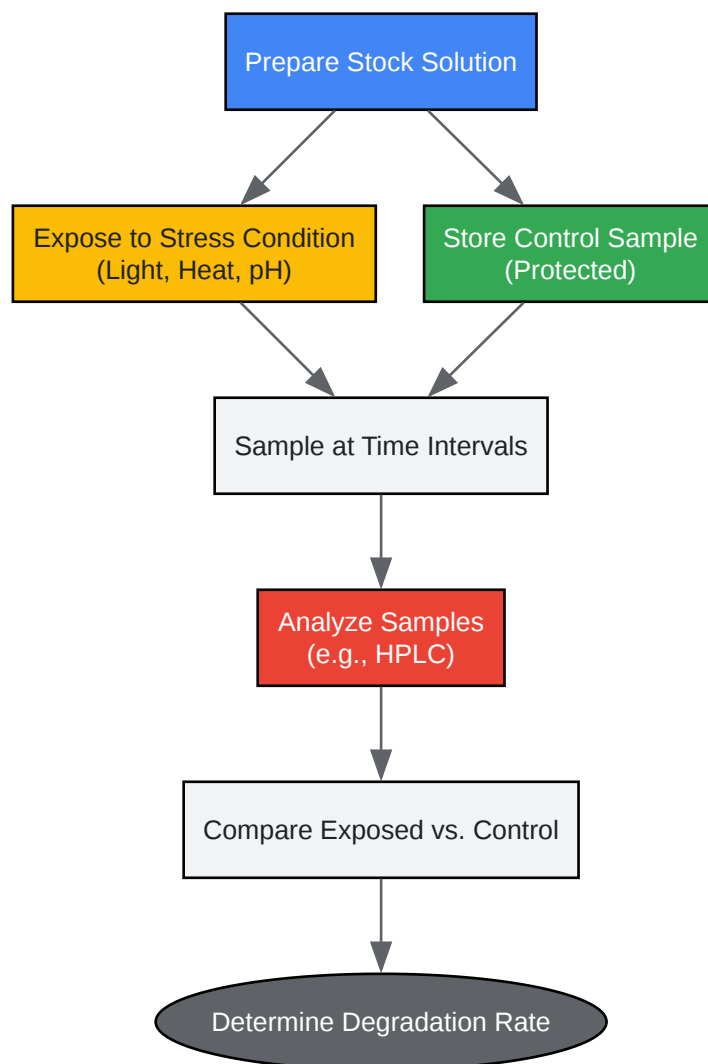 Prepare Stock Solution
Expose to Stress Condition
(Light, Heat, pH)
Store Control Sample
(Protected)
Sample at Time Intervals
Analyze Samples
(e.g., HPLC)
Compare Exposed vs. Control
Determine Degradation Rate